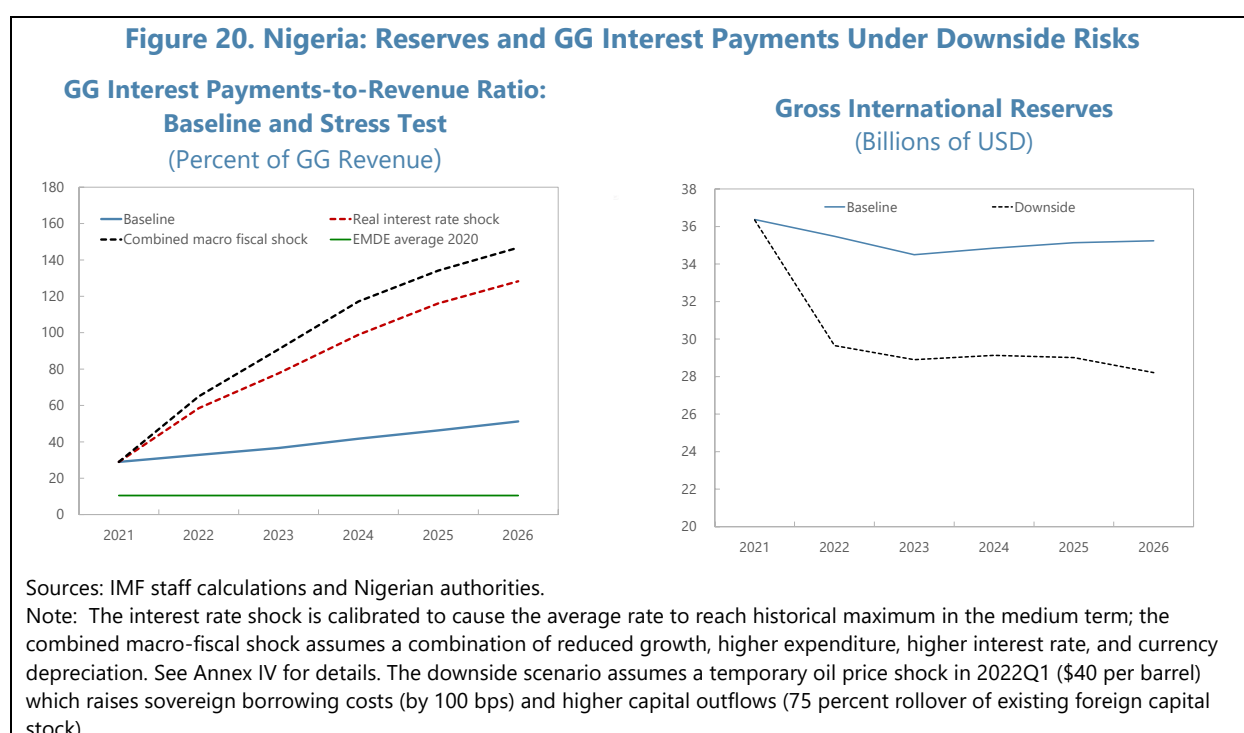 Figure 20. Nigeria: Reserves and GG Interest Payments Under Downside Risks
GG Interest Payments-to-Revenue Ratio:
Baseline and Stress Test
(Percent of GG Revenue)
180
160
140
120
100
80
60
40
20
0
Baseline
Real interest rate shock
Combined macro fiscal shock
EMDE average 2020
2021 2022 2023 2024 2025 2026
Gross International Reserves
(Billions of USD)
38
36
34
32
30
28
26
24
22
20
Baseline
Downside
2021 2022 2023 2024 2025 2026
Sources: IMF staff calculations and Nigerian authorities.
Note: The interest rate shock is calibrated to cause the average rate to reach historical maximum in the medium term; the
combined macro-fiscal shock assumes a combination of reduced growth, higher expenditure, higher interest rate, and currency
depreciation. See Annex IV for details. The downside scenario assumes a temporary oil price shock in 2022Q1 ($40 per barrel)
which raises sovereign borrowing costs (by 100 bps) and higher capital outflows (75 percent rollover of existing foreign capital
stock)